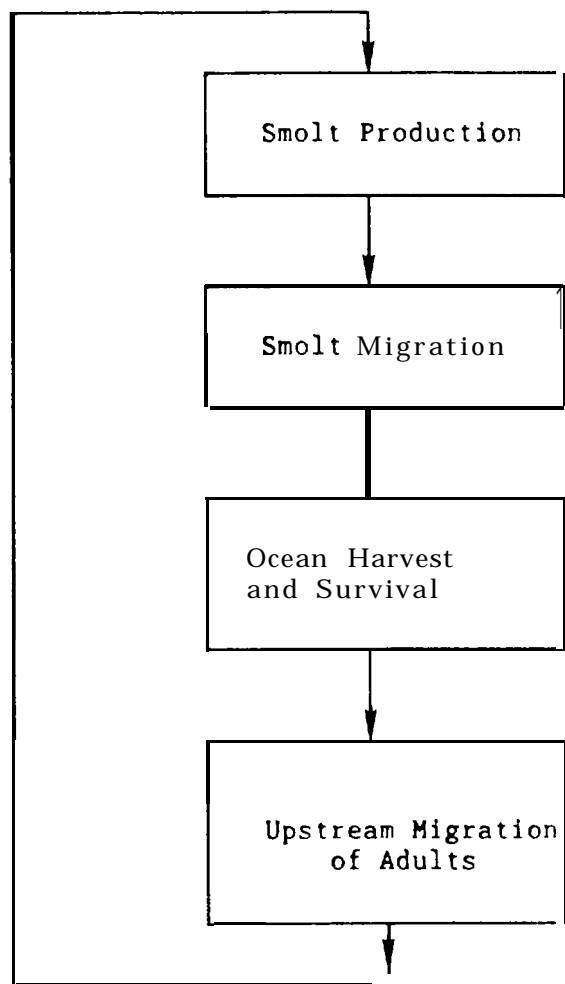 Smolt Production
Smolt Migration
Ocean Harvest
and Survival
Upstream Migration
of Adults